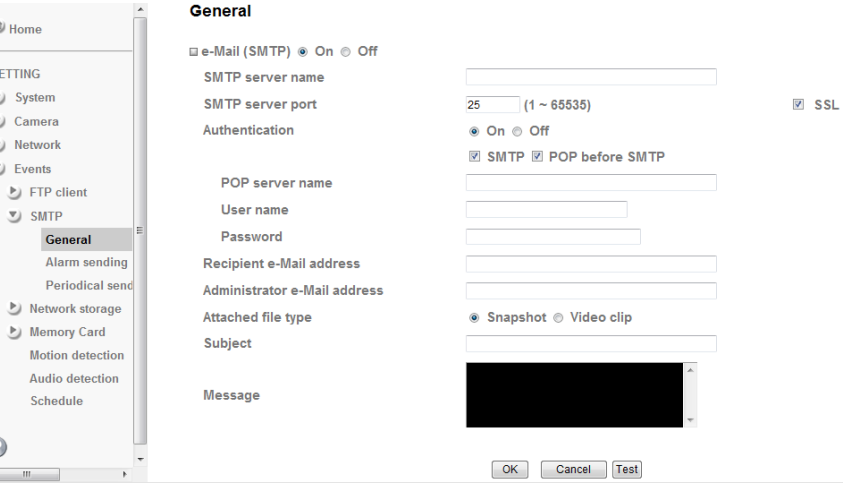 General
Home
e-Mail (SMTP) On Off
ETTING
SMTP server name
System
SMTP server port 25 (1 ~ 65535) SSL
Camera
Authentication On Off
Network
SMTP POP before SMTP
Events
POP server name
FTP client
User name
SMTP
Password
General
Recipient e-Mail address
Alarm sending
Administrator e-Mail address
Periodical send
Attached file type Snapshot Video clip
Network storage
Subject
Memory Card
Motion detection
Audio detection
Message
Schedule
OK Cancel Test